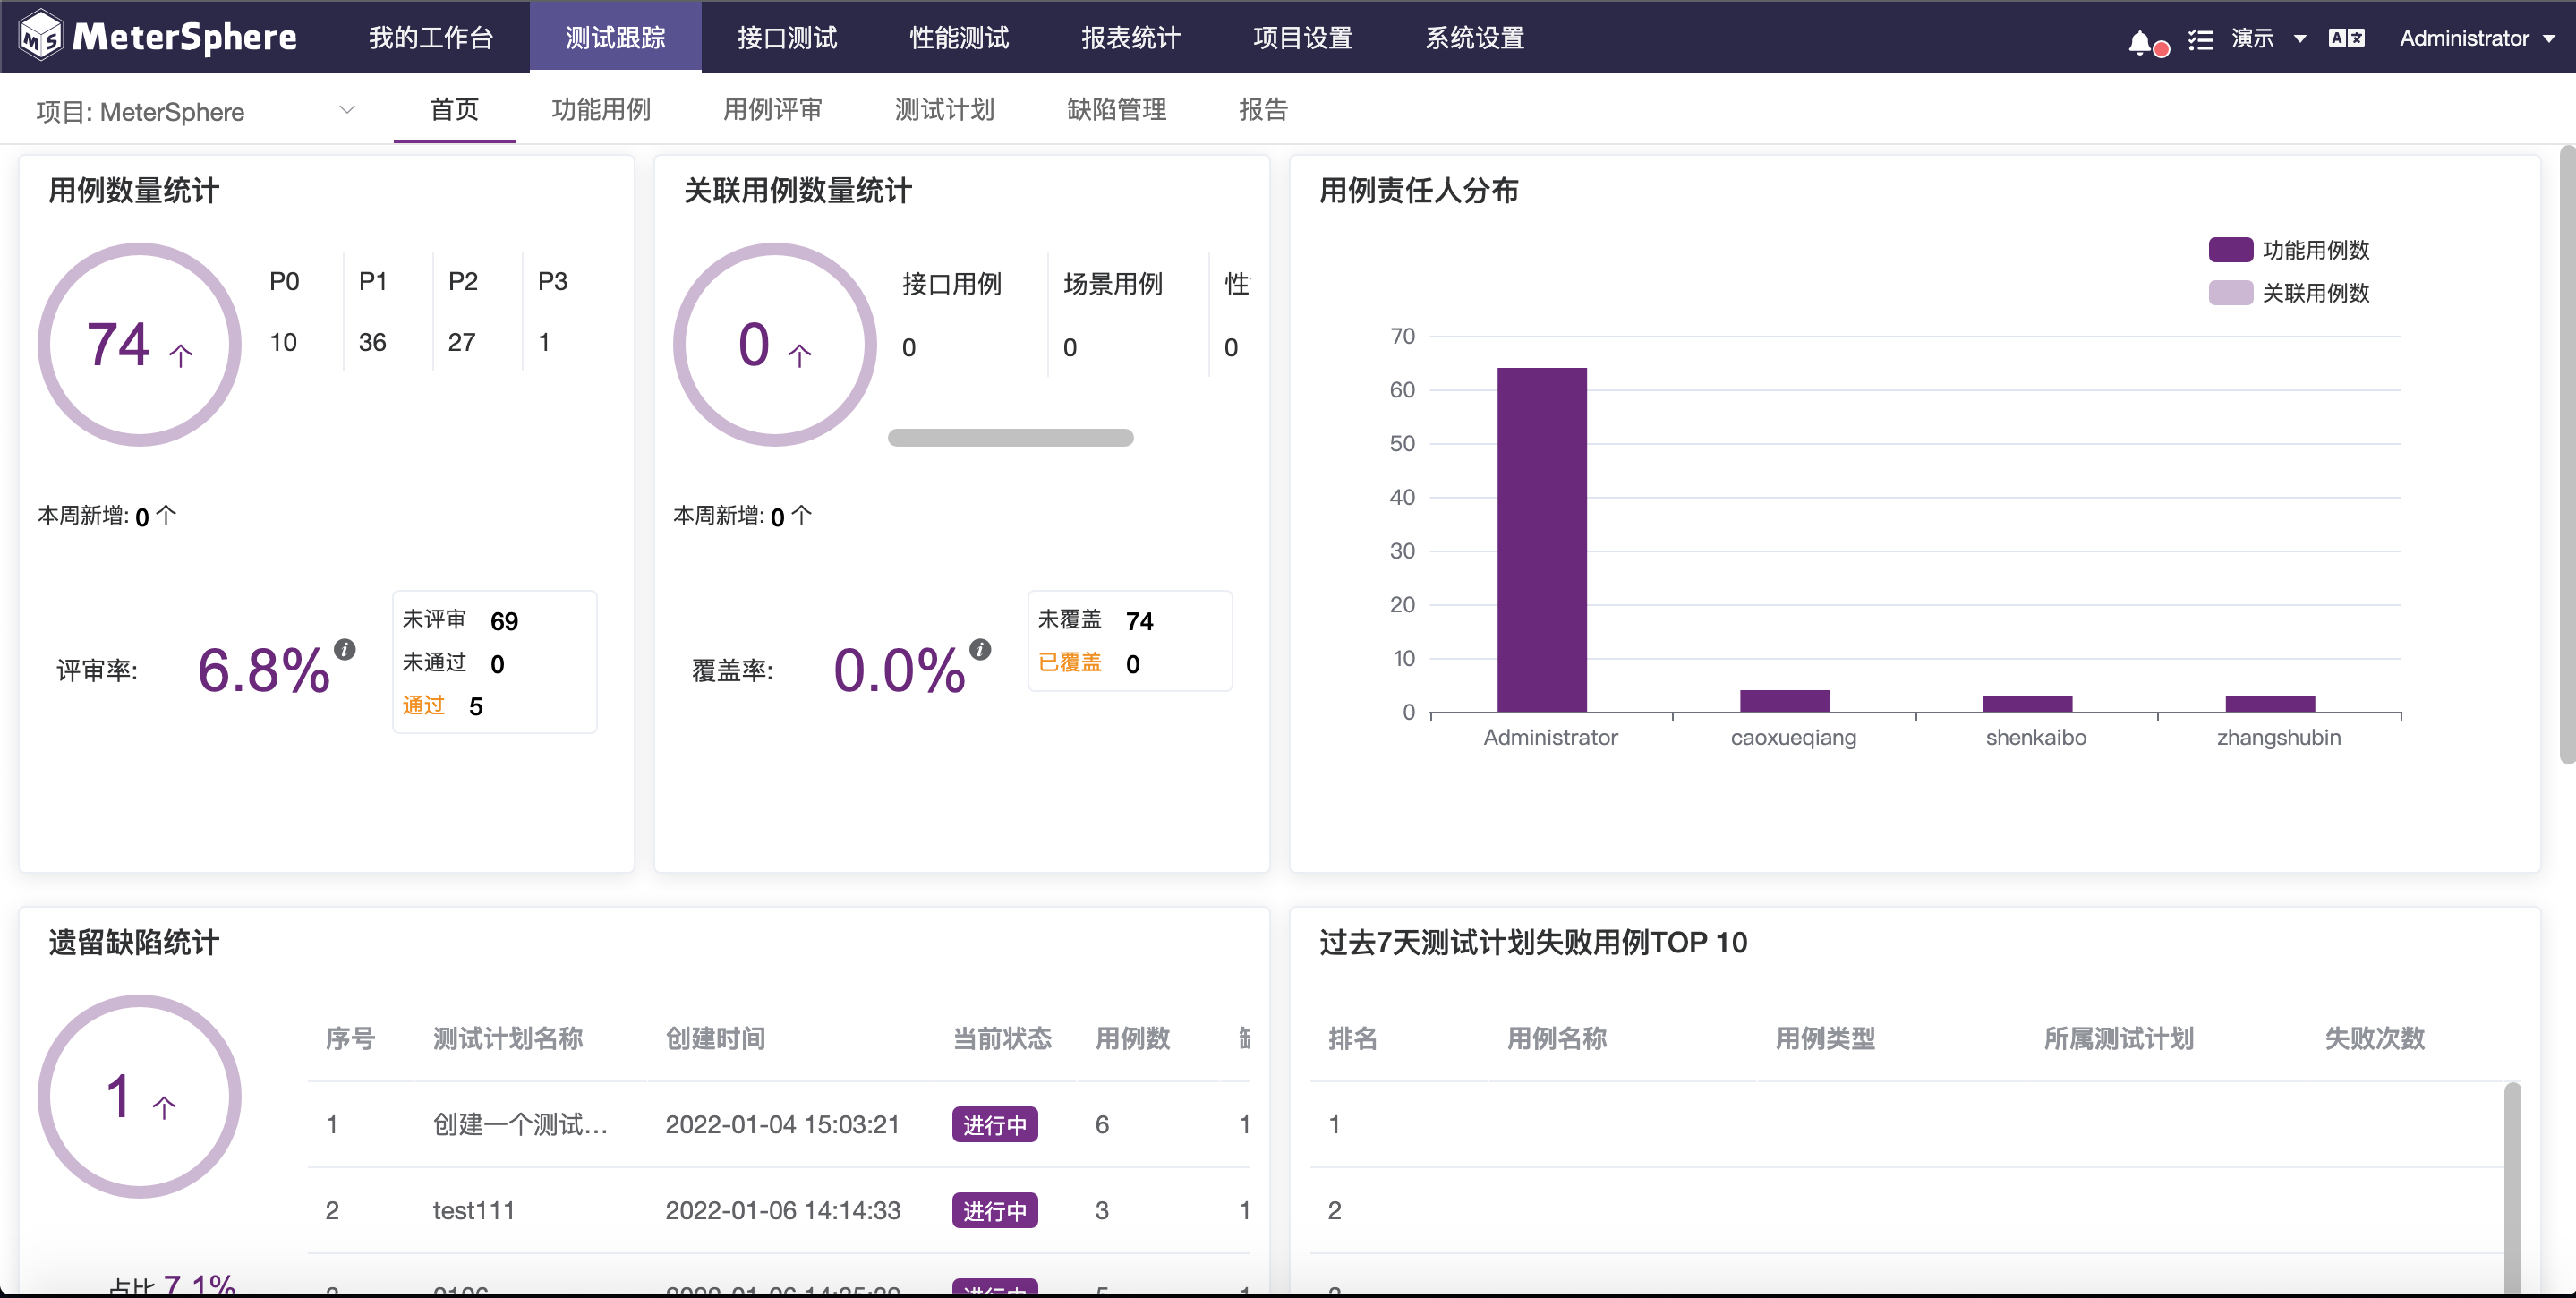 MeterSphere 我的工作台 测试跟踪 接口测试 性能测试 报表统计 项目设置 系统设置 演示 Administrator
项目: MeterSphere 首页 功能用例 用例评审 测试计划 缺陷管理 报告
用例数量统计
74 个
P0 P1 P2 P3
10 36 27 1
本周新增: 0 个
评审率: 6.8%
未评审 69
未通过 0
通过 5
关联用例数量统计
0 个
接口用例 场景用例 性
0 0 0
本周新增: 0 个
覆盖率: 0.0%
未覆盖 74
已覆盖 0
用例责任人分布
功能用例数
关联用例数
70
60
50
40
30
20
10
0
Administrator caoxueqiang shenkaibo zhangshubin
遗留缺陷统计
1 个
占比 7.1%
序号 测试计划名称 创建时间 当前状态 用例数
1 创建一个测试... 2022-01-04 15:03:21 进行中 6 1
2 test111 2022-01-06 14:14:33 进行中 3 1
0106 2022-01-06 14:35:39 进行中
过去7天测试计划失败用例TOP 10
排名 用例名称 用例类型 所属测试计划 失败次数
1
2